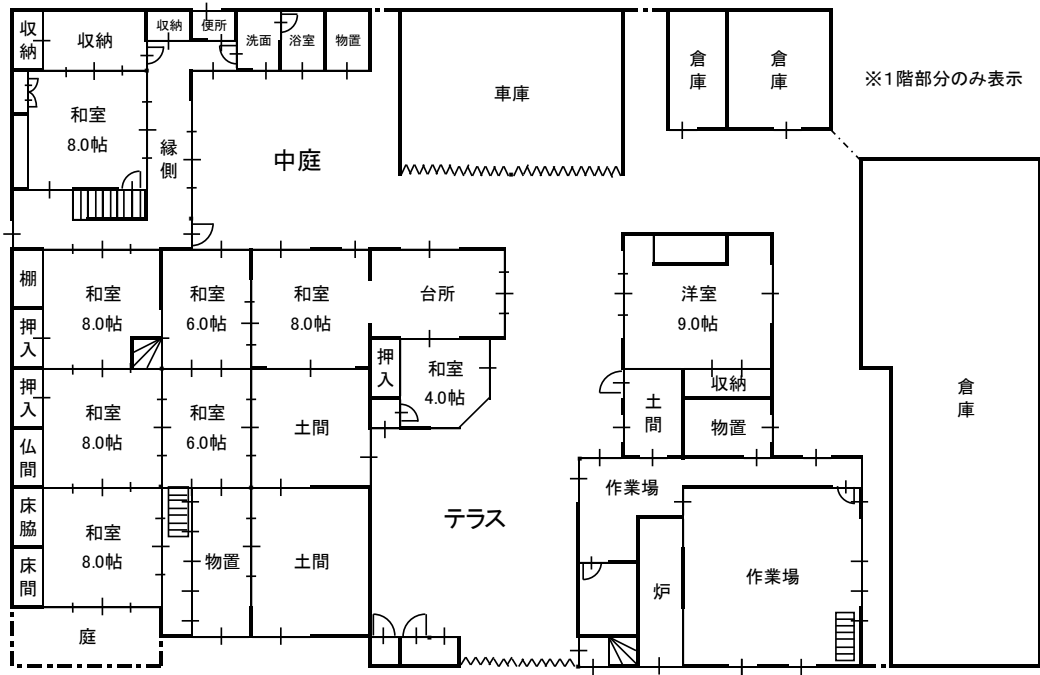 収納
収納
収納
便所
洗面
浴室
物置
車庫
倉庫
倉庫
※1階部分のみ表示
和室
8.0帖
縁側
中庭
棚
和室
8.0帖
和室
6.0帖
和室
8.0帖
台所
洋室
9.0帖
押入
押入
和室
4.0帖
収納
押入
和室
8.0帖
和室
6.0帖
土間
土間
物置
倉庫
仏間
作業場
床脇
和室
8.0帖
物置
土間
テラス
炉
作業場
床間
庭